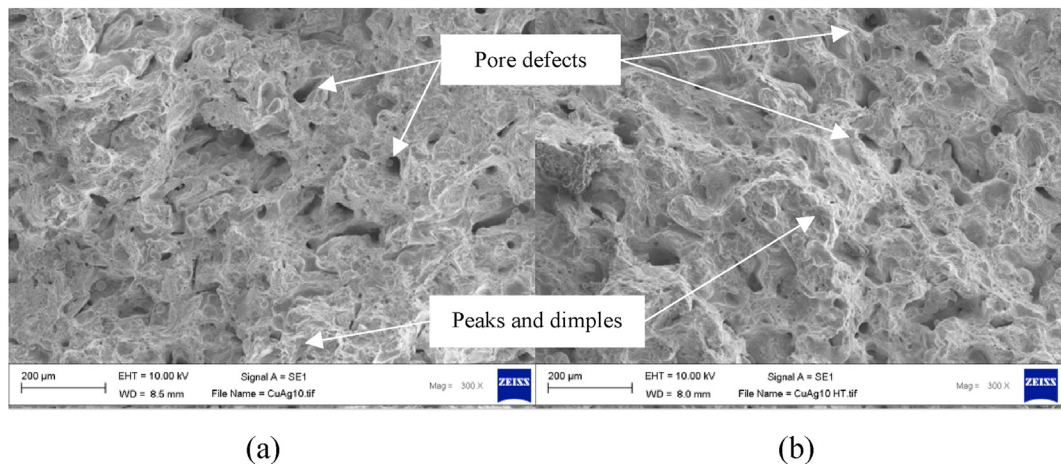 Pore defects
Peaks and dimples
200 µm
EHT = 10.00 kV
Signal A = SE1
Mag = 300 X
ZEISS
WD = 8.5 mm
File Name = CuAg10.tif
200 µm
EHT = 10.00 kV
Signal A = SE1
Mag = 300 X
ZEISS
WD = 8.0 mm
File Name = CuAg10 HT.tif
(a)
(b)